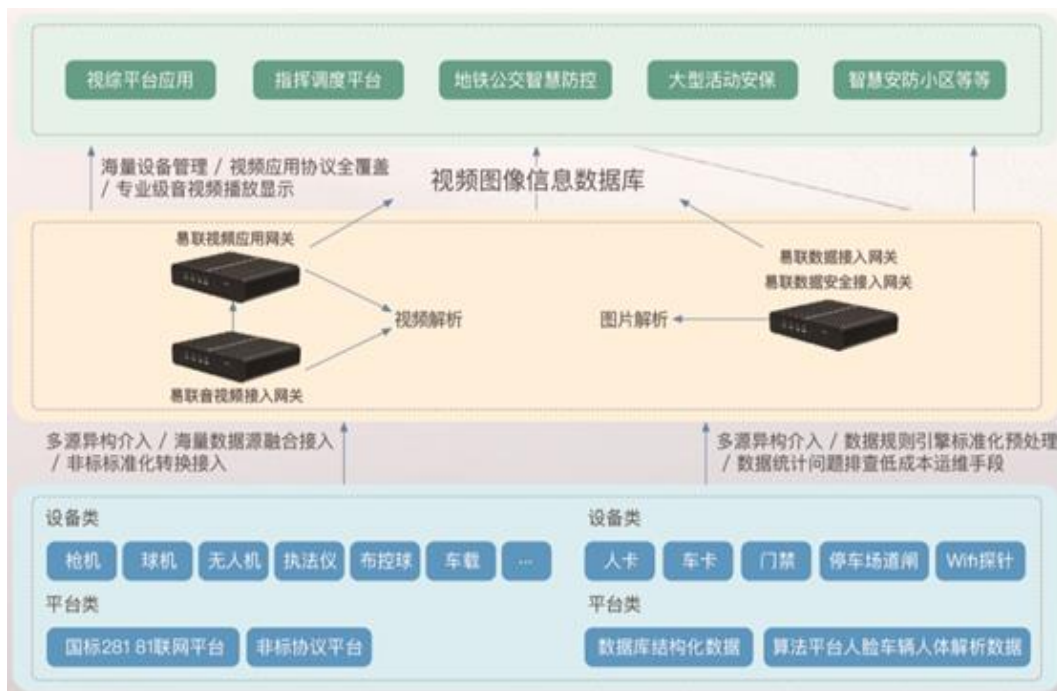 视综平台应用
指挥调度平台
地铁公交智慧防控
大型活动安保
智慧安防小区等等
海量设备管理 / 视频应用协议全覆盖
/ 专业级音视频播放显示
视频图像信息数据库
易联视频应用网关
易联音视频接入网关
视频解析
图片解析
易联数据接入网关
易联数据安全接入网关
多源异构介入 / 海量数据源融合接入
/ 非标标准化转换接入
多源异构介入 / 数据规则引擎标准化预处理
/ 数据统计问题排查低成本运维手段
设备类
枪机
球机
无人机
执法仪
布控球
车载
...
平台类
国标281 81联网平台
非标协议平台
设备类
人卡
车卡
门禁
停车场道闸
Wifi探针
平台类
数据库结构化数据
算法平台人脸车辆人体解析数据